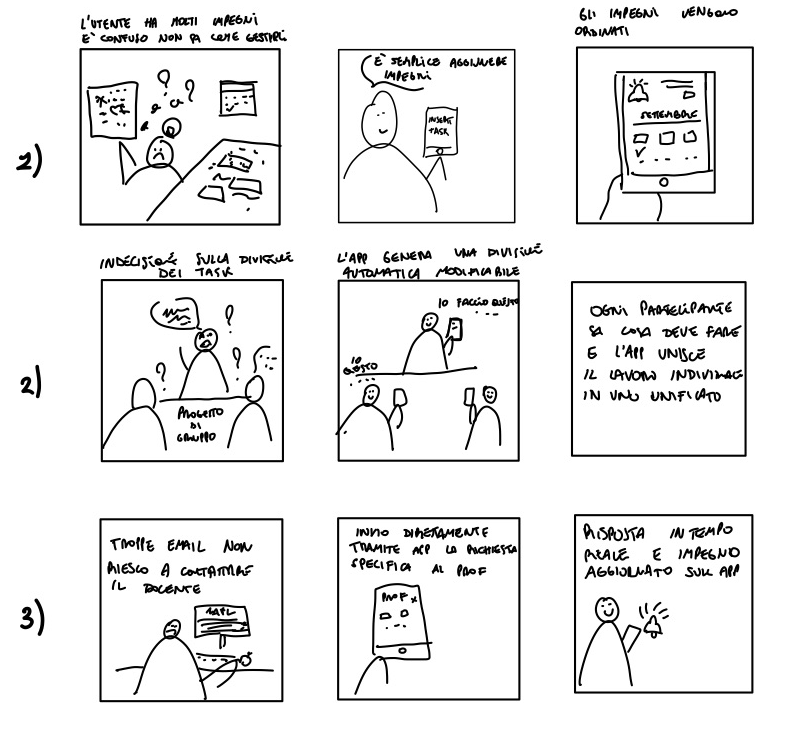 L'UTENTE HA MOLTI IMPEGNI
E' CONFUSO NON SA COME GESTIRLI
GLI IMPEGNI VENGONO
ORDINATI
1)
E' SEMPLICE AGGIUNGERE
IMPEGNI
INSERT
TASK
SETTEMBRE
INDECISIONE SULLA DIVISIONE
DEI TASK
L'APP GENERA UNA DIVISIONE
AUTOMATICA MODIFICABILE
2)
PROGETTO
DI
GRUPPO
IO FACCIO QUESTO
IO
QUESTO
OGNI PARTECIPANTE
SA COSA DEVE FARE
E L'APP UNISCE
IL LAVORO INDIVIDUALE
IN UNO UNIFICATO
3)
TROPPE EMAIL NON
RIESCO A CONTATTARE
IL DOCENTE
MAIL
INVIO DIRETTAMENTE
TRAMITE APP LA RICHIESTA
SPECIFICA AL PROF
PROF X
RISPOSTA IN TEMPO
REALE E IMPEGNO
AGGIORNATO SULL APP